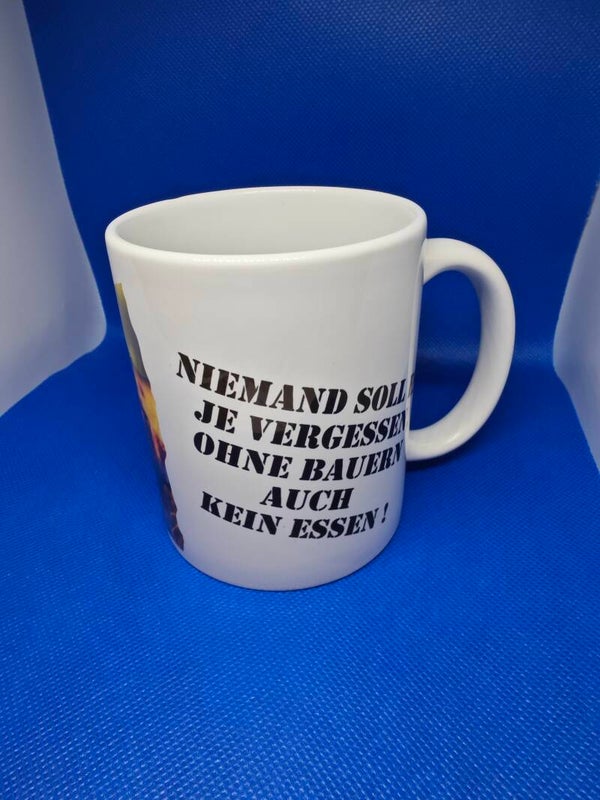 NIEMAND SOLL
JE VERGESSEN
OHNE BAUERN
AUCH
KEIN ESSEN!